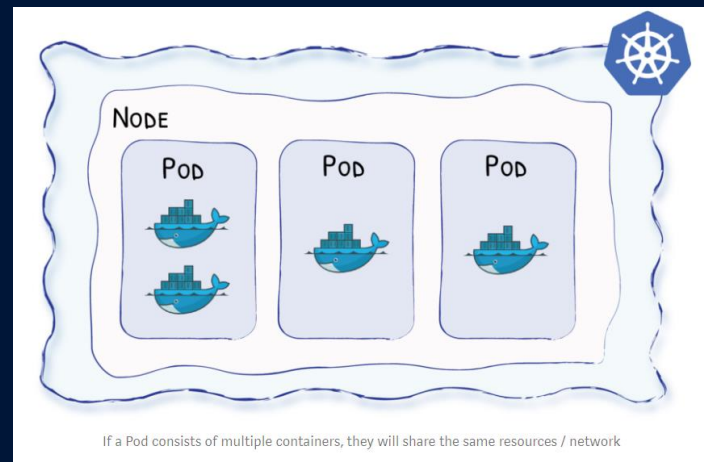 NODE
POD
POD
POD
If a Pod consists of multiple containers, they will share the same resources / network